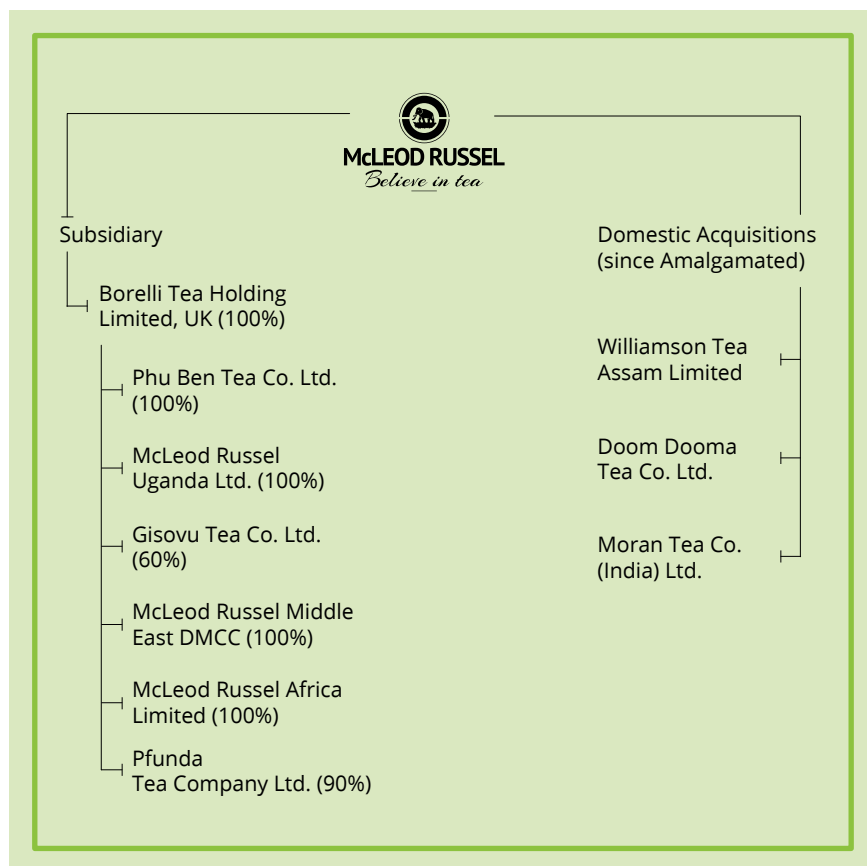 McLEOD RUSSEL
Believe in tea
Subsidiary
Borelli Tea Holding
Limited, UK (100%)
Phu Ben Tea Co. Ltd.
(100%)
McLeod Russel
Uganda Ltd. (100%)
Gisovu Tea Co. Ltd.
(60%)
McLeod Russel Middle
East DMCC (100%)
McLeod Russel Africa
Limited (100%)
Pfunda
Tea Company Ltd. (90%)
Domestic Acquisitions
(since Amalgamated)
Williamson Tea
Assam Limited
Doom Dooma
Tea Co. Ltd.
Moran Tea Co.
(India) Ltd.